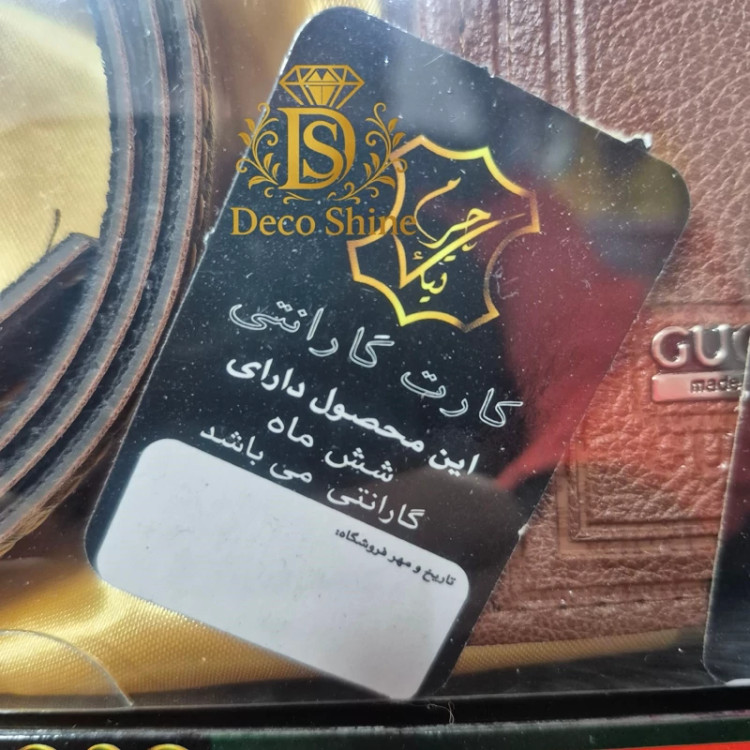 DS
Deco Shine
چرم
نیک
کارت گارانتی
این محصول دارای
شش ماه
گارانتی می باشد
تاریخ و مهر فروشگاه:
GUC
made